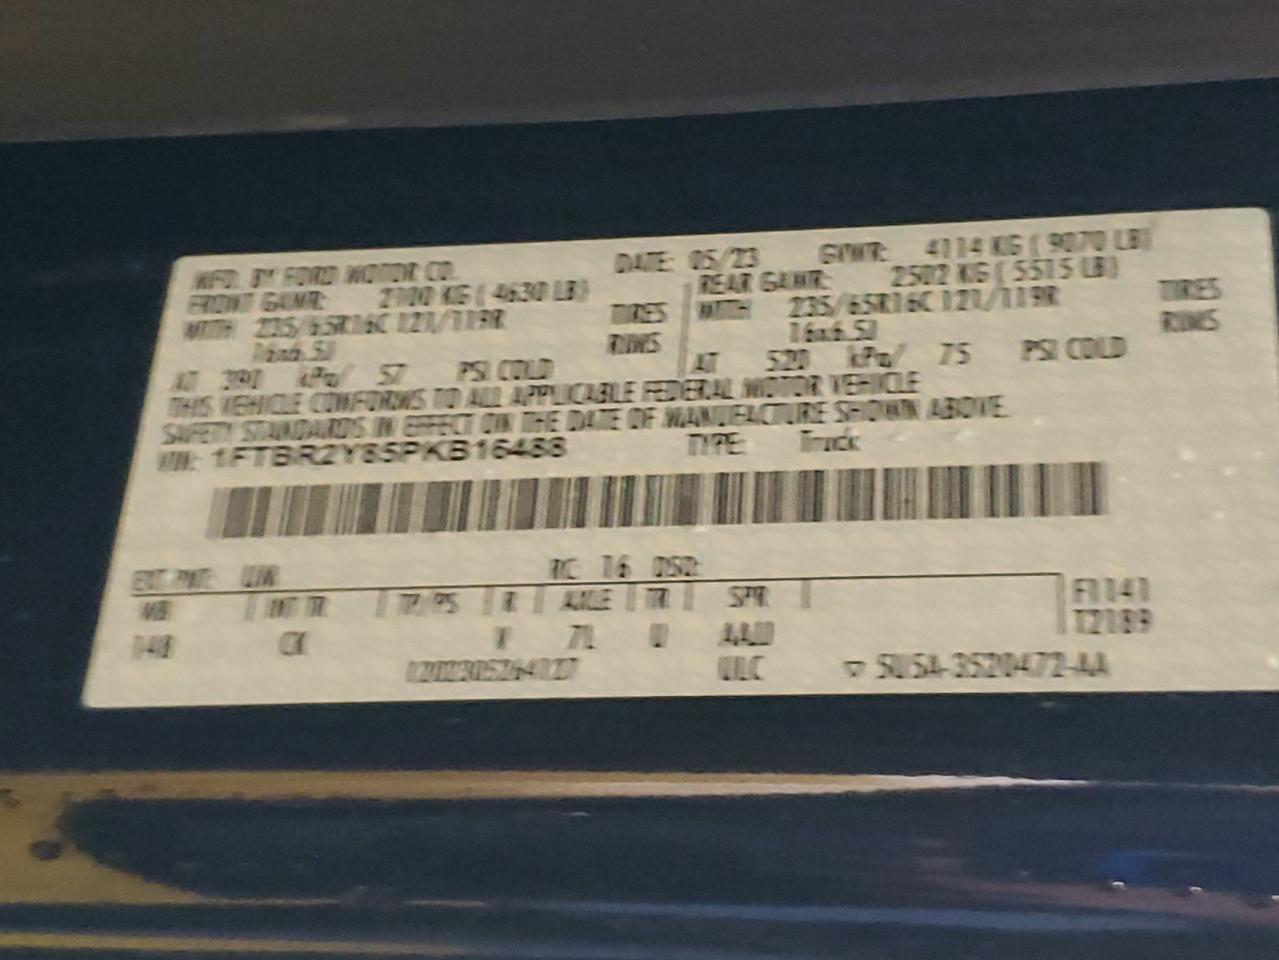 MFD. BY FORD MOTOR CO. DATE: 05/23 GVWR: 4114 KG ( 9070 LB)
FRONT GAWR: 2100 KG ( 4630 LB) REAR GAWR: 2502 KG ( 5515 LB)
WITH 235/65R16C 121/119R TIRES WITH 235/65R16C 121/119R TIRES
16x6.5J RIMS 16x6.5J RIMS
AT 390 kPa/ 57 PSI COLD AT 520 kPa/ 75 PSI COLD
THIS VEHICLE CONFORMS TO ALL APPLICABLE FEDERAL MOTOR VEHICLE
SAFETY STANDARDS IN EFFECT ON THE DATE OF MANUFACTURE SHOWN ABOVE.
VIN: 1FTBR2Y85PKB16488 TYPE: Truck
EXT PNT: RC: 16 DSO:
WB INT TR TP/PS R AXLE TR SPR F1141
148 CK AAJJ T2189
ULC ▽ 5U5A-3520472-AA